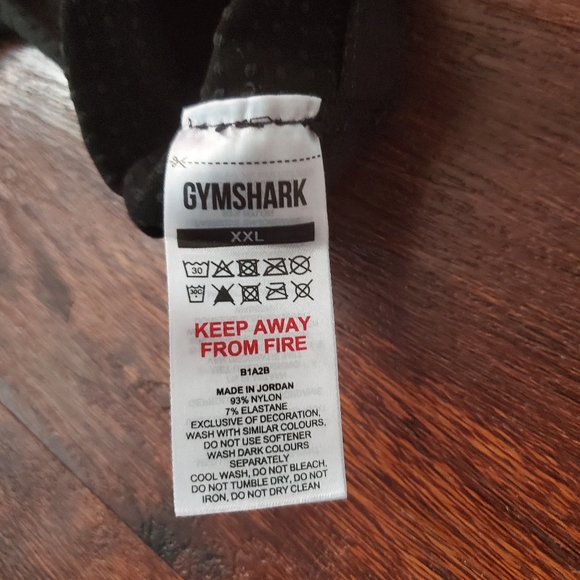 GYMSHARK
XXL
30
30C
KEEP AWAY
FROM FIRE
B1A2B
MADE IN JORDAN
93% NYLON
7% ELASTANE
EXCLUSIVE OF DECORATION,
WASH WITH SIMILAR COLOURS,
DO NOT USE SOFTENER
WASH DARK COLOURS
SEPARATELY
COOL WASH, DO NOT BLEACH,
DO NOT TUMBLE DRY, DO NOT
IRON, DO NOT DRY CLEAN